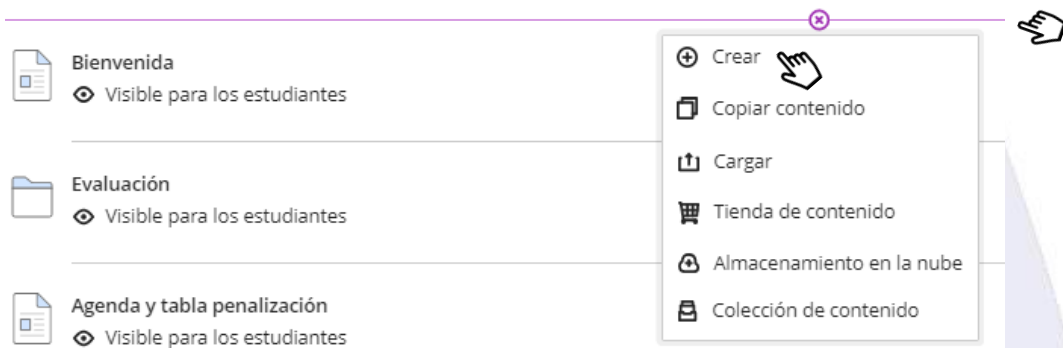 Bienvenida
Visible para los estudiantes
Evaluación
Visible para los estudiantes
Agenda y tabla penalización
Visible para los estudiantes
Crear
Copiar contenido
Cargar
Tienda de contenido
Almacenamiento en la nube
Colección de contenido